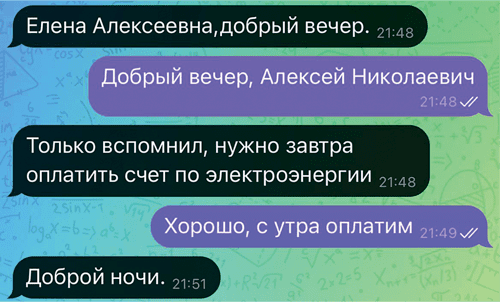 Елена Алексеевна,добрый вечер. 21:48
Добрый вечер, Алексей Николаевич
21:48
Только вспомнил, нужно завтра
оплатить счет по электроэнергии 21:48
Хорошо, с утра оплатим 21:49
Доброй ночи. 21:51